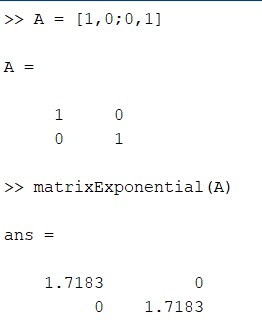 >> A = [1,0;0,1]
A =
1 0
0 1
>> matrixExponential(A)
ans =
1.7183 0
0 1.7183